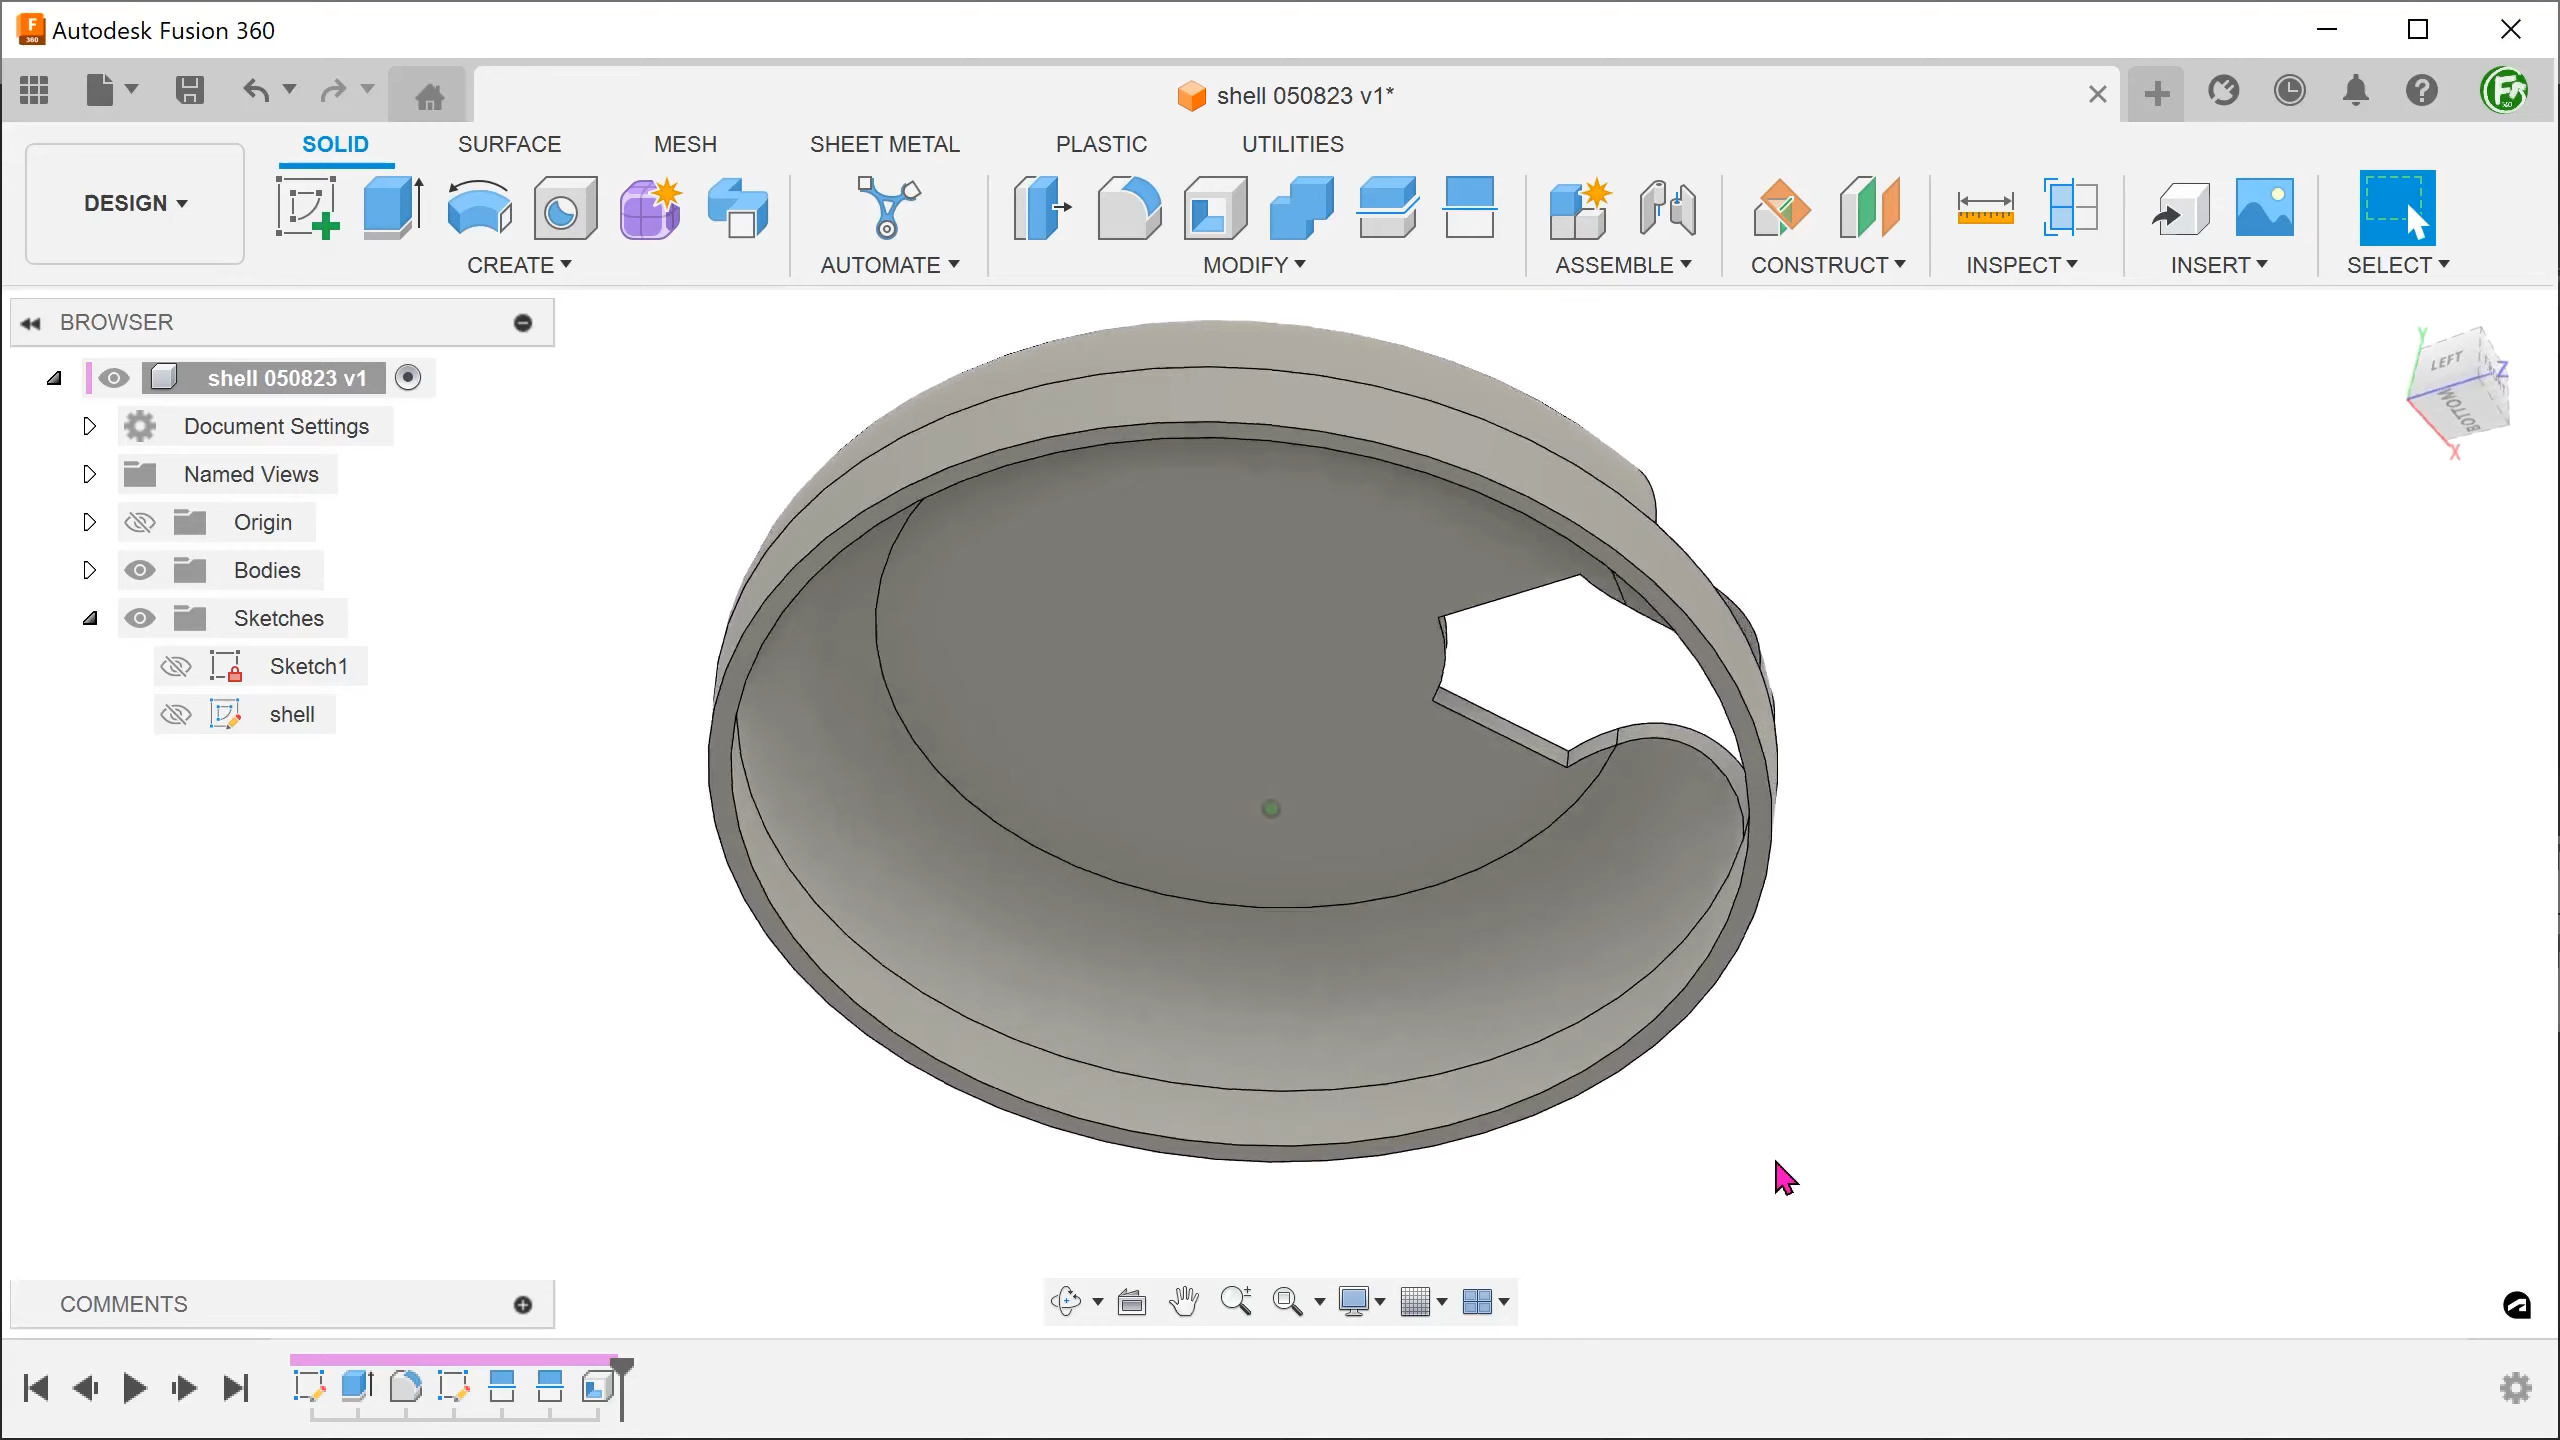 Autodesk Fusion 360
shell 050823 v1*
SOLID SURFACE MESH SHEET METAL PLASTIC UTILITIES
DESIGN
CREATE AUTOMATE MODIFY ASSEMBLE CONSTRUCT INSPECT INSERT SELECT
BROWSER
shell 050823 v1
Document Settings
Named Views
Origin
Bodies
Sketches
Sketch1
shell
Y
LEFT
Z
BOTTOM
X
COMMENTS